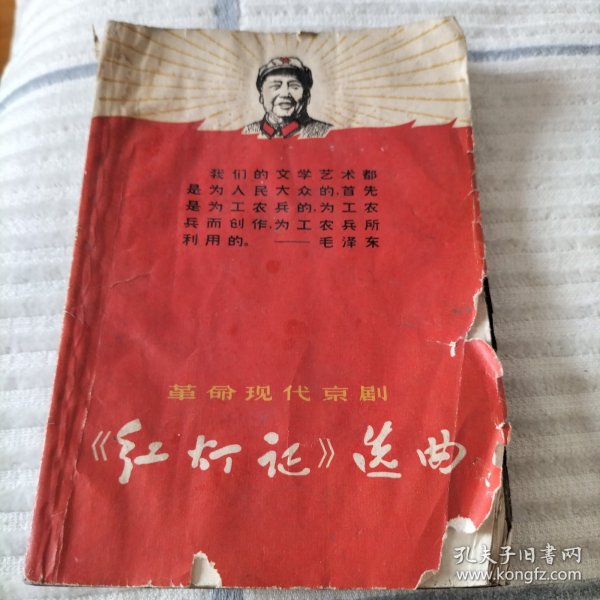 我们的文学艺术都
是为人民大众的,首先
是为工农兵的,为工农
兵而创作,为工农兵所
利用的。——毛泽东
革命现代京剧
《红灯记》选曲
孔夫子旧书网
www.kongfz.com